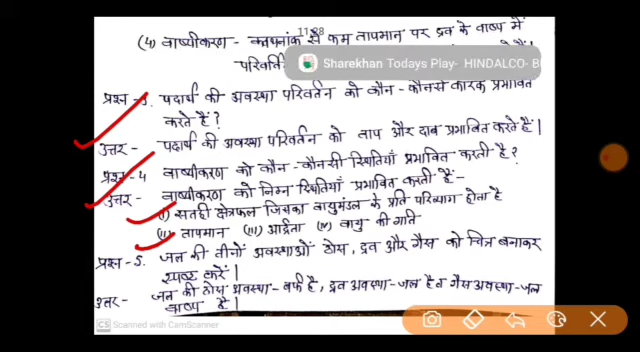 (4) वाष्पीकरण - क्वथनांक से कम तापमान पर द्रव के वाष्प में
11:38
परिवर्ति
Sharekhan Todays Play- HINDALCO- B
प्रश्न - 3. पदार्थ की अवस्था परिवर्तन को कौन - कौनसे कारक प्रभावित
करते हैं?
उत्तर - पदार्थ की अवस्था परिवर्तन को ताप और दाब प्रभावित करते हैं|
प्रश्न - 4 वाष्पीकरण को कौन - कौनसी स्थितियाँ प्रभावित करती है?
उत्तर - वाष्पीकरण को निम्न स्थितियाँ प्रभावित करती है -
(i) सतही क्षेत्रफल जिसका वायुमंडल के प्रति होता है
(ii) तापमान (iii) आर्द्रता (iv) वायु की गति
प्रश्न - 5. जल की तीनों अवस्थाओं ठोस, द्रव और गैस को चित्र बनाकर
स्पष्ट करें|
उत्तर - जल की ठोस अवस्था - बर्फ है, द्रव अवस्था - जल है व गैस अवस्था - जल
वाष्प है|
CS Scanned with CamScanner